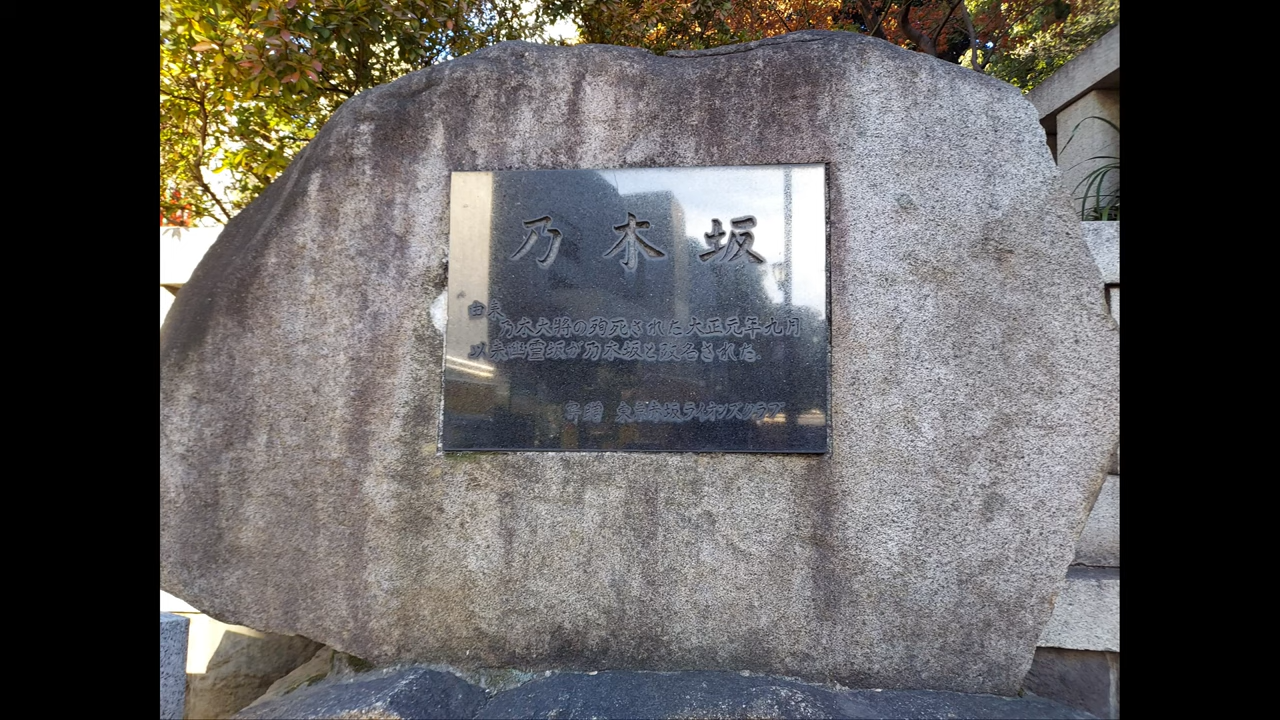 乃木坂
由来
乃木大将の殉死された大正元年九月
以来幽霊坂が乃木坂と改名された
寄贈 東京赤坂ライオンズクラブ